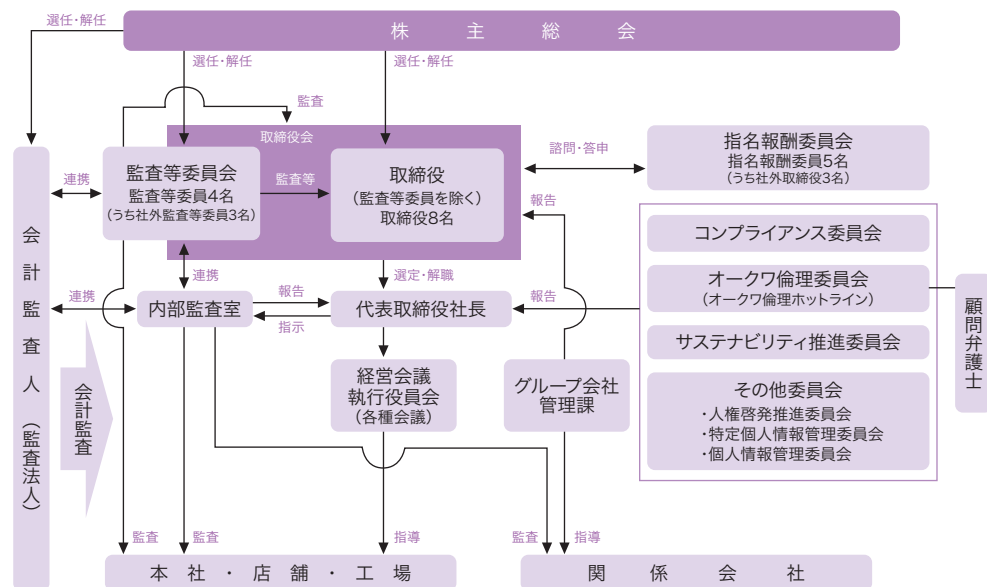 選任・解任
株主総会
選任・解任
選任・解任
監査
取締役会
監査等委員会
監査等委員4名
(うち社外監査等委員3名)
監査等
取締役
(監査等委員を除く)
取締役8名
諮問・答申
指名報酬委員会
指名報酬委員5名
(うち社外取締役3名)
連携
報告
コンプライアンス委員会
会計監査人（監査法人）
連携
選定・解職
オークワ倫理委員会
(オークワ倫理ホットライン)
連携
内部監査室
報告
指示
代表取締役社長
報告
顧問弁護士
サステナビリティ推進委員会
会計監査
経営会議
執行役員会
(各種会議)
グループ会社
管理課
その他委員会
・人権啓発推進委員会
・特定個人情報管理委員会
・個人情報管理委員会
監査
監査
指導
監査
指導
本社・店舗・工場
関係会社